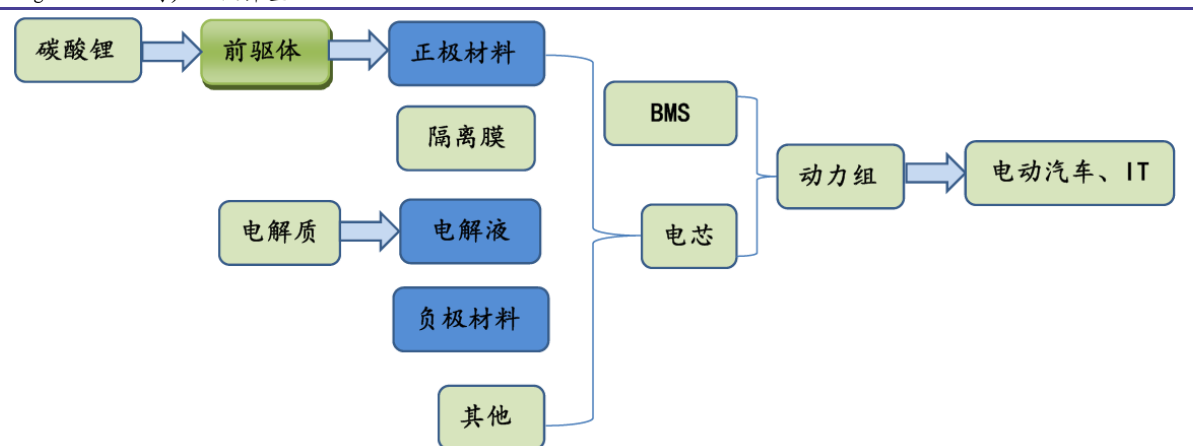 碳酸锂
前驱体
正极材料
BMS
隔离膜
动力组
电动汽车、IT
电解质
电解液
电芯
负极材料
其他